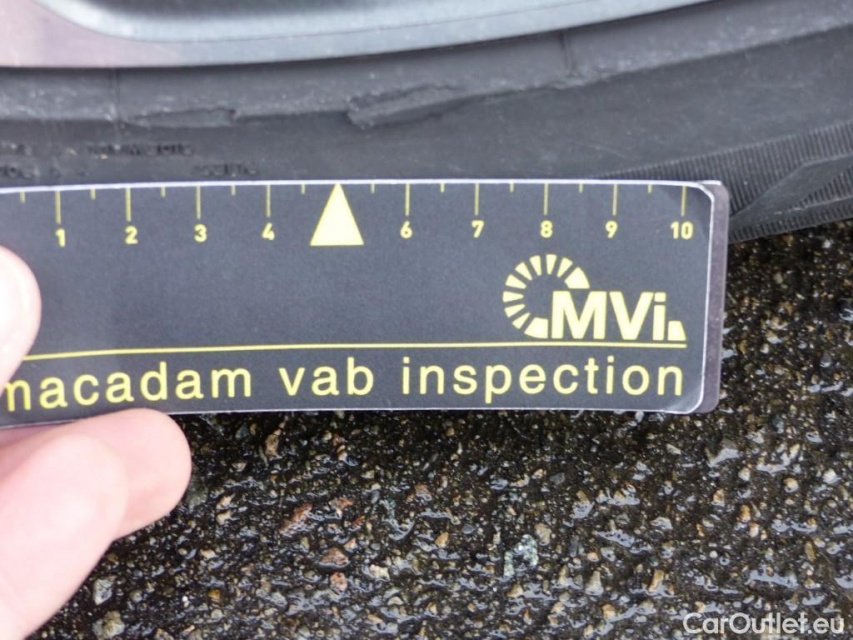 1 2 3 4 6 7 8 9 10
MVi
macadam vab inspection
CarOutlet.eu